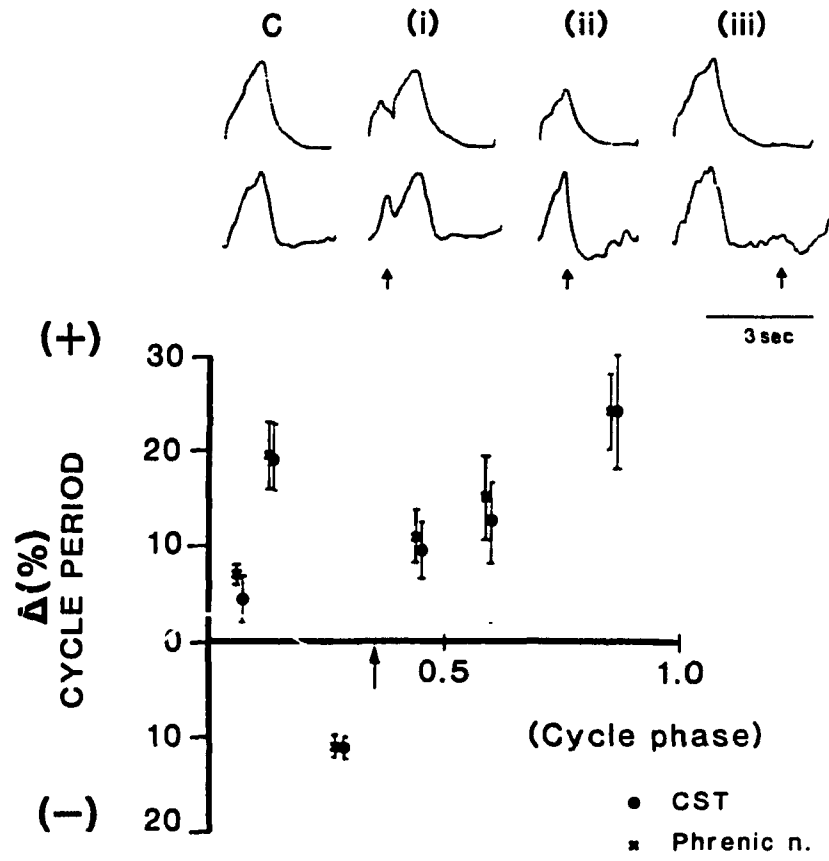 C (i) (ii) (iii)
3 sec
(+)
30
20
10
0
10
20
(−)
Δ(%)
CYCLE PERIOD
0.5 1.0
(Cycle phase)
CST
Phrenic n.